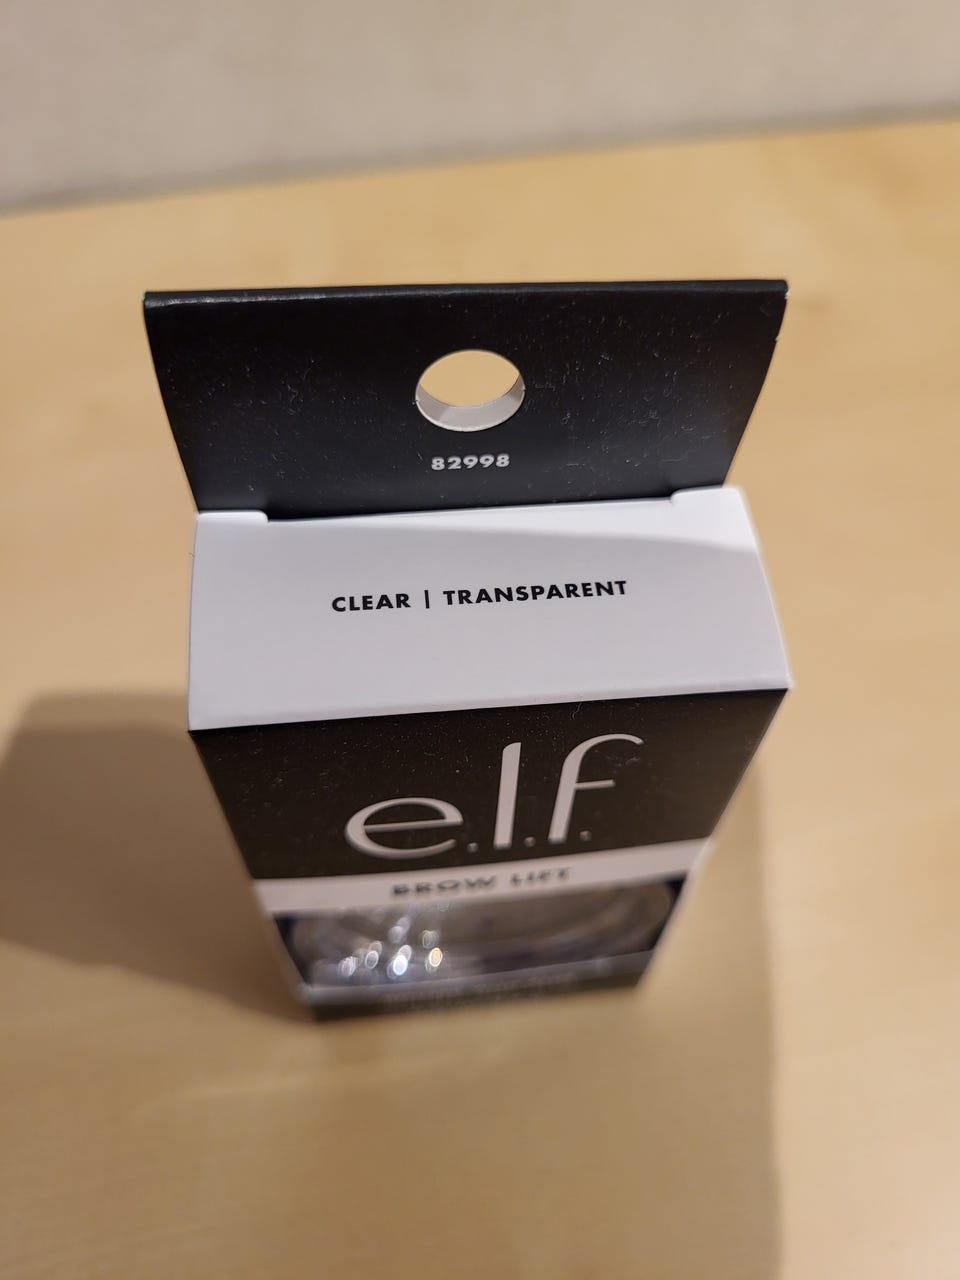 82998
CLEAR | TRANSPARENT
e.l.f.
BROW LIFT